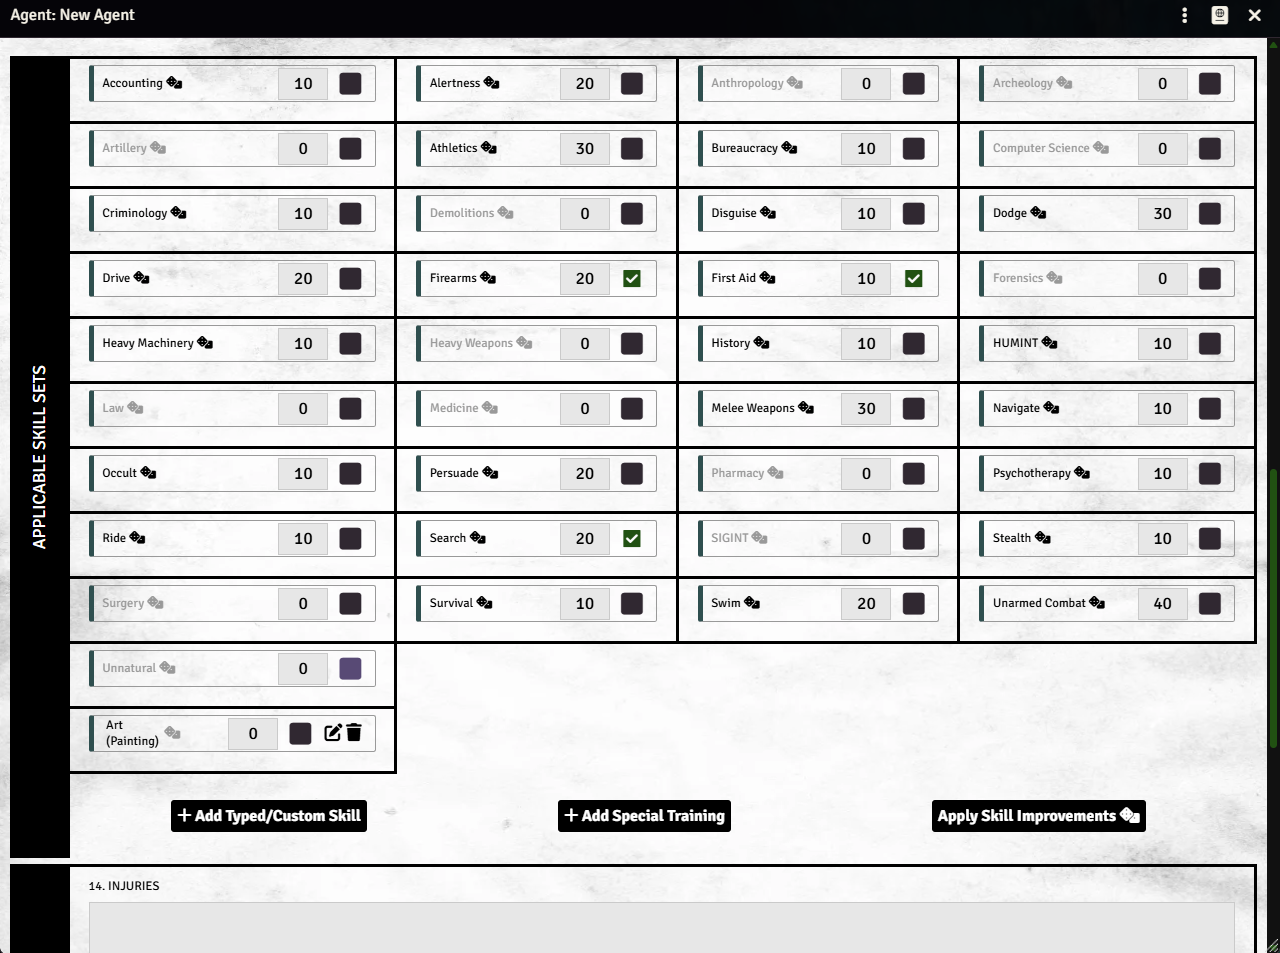 Agent: New Agent
APPLICABLE SKILL SETS
Accounting 10 Alertness 20 Anthropology 0 Archeology 0
Artillery 0 Athletics 30 Bureaucracy 10 Computer Science 0
Criminology 10 Demolitions 0 Disguise 10 Dodge 30
Drive 20 Firearms 20 First Aid 10 Forensics 0
Heavy Machinery 10 Heavy Weapons 0 History 10 HUMINT 10
Law 0 Medicine 0 Melee Weapons 30 Navigate 10
Occult 10 Persuade 20 Pharmacy 0 Psychotherapy 10
Ride 10 Search 20 SIGINT 0 Stealth 10
Surgery 0 Survival 10 Swim 20 Unarmed Combat 40
Unnatural 0
Art
(Painting) 0
+ Add Typed/Custom Skill + Add Special Training Apply Skill Improvements
14. INJURIES